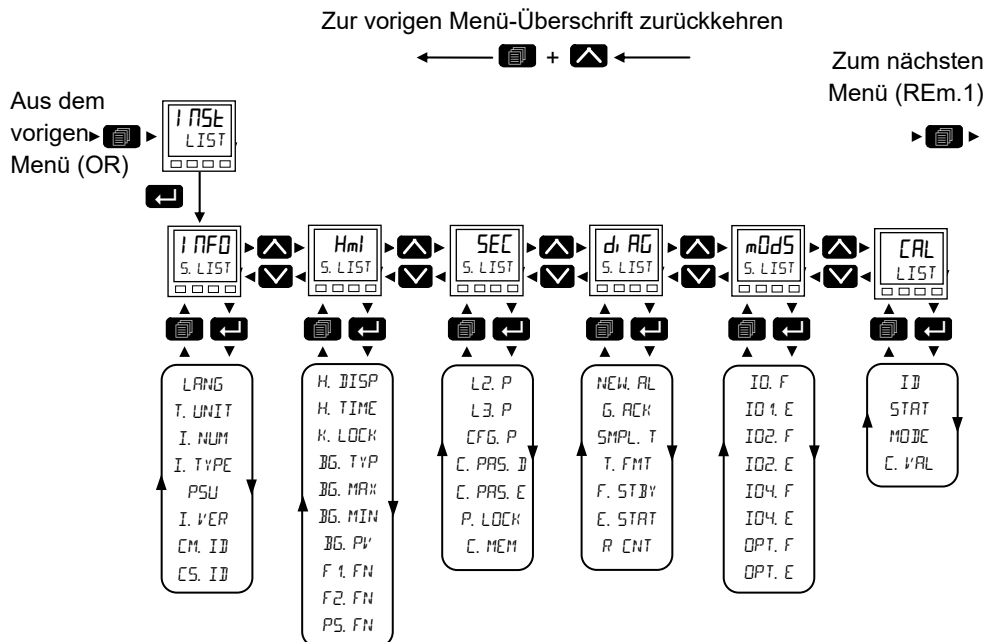 Zur vorigen Menü-Überschrift zurückkehren
+
Zum nächsten
Menü (REm.1)
Aus dem
vorigen
Menü (OR)
INSt
LIST
INFO
S. LIST
HmI
S. LIST
SEC
S. LIST
diAG
S. LIST
mOdS
S. LIST
CAL
LIST
LANG
T. UNIT
I. NUM
I. TYPE
PSU
I. VER
CM. ID
CS. ID
H. DISP
H. TIME
K. LOCK
BG. TYP
BG. MAX
BG. MIN
BG. PV
F1. FN
F2. FN
PS. FN
L2. P
L3. P
CFG. P
C. PAS. D
C. PAS. E
P. LOCK
C. MEM
NEW. AL
G. ACK
SMPL. T
T. FMT
F. STBY
E. STAT
R CNT
IO. F
IO1. E
IO2. F
IO2. E
IO4. F
IO4. E
OPT. F
OPT. E
ID
STAT
MODE
C. VAL